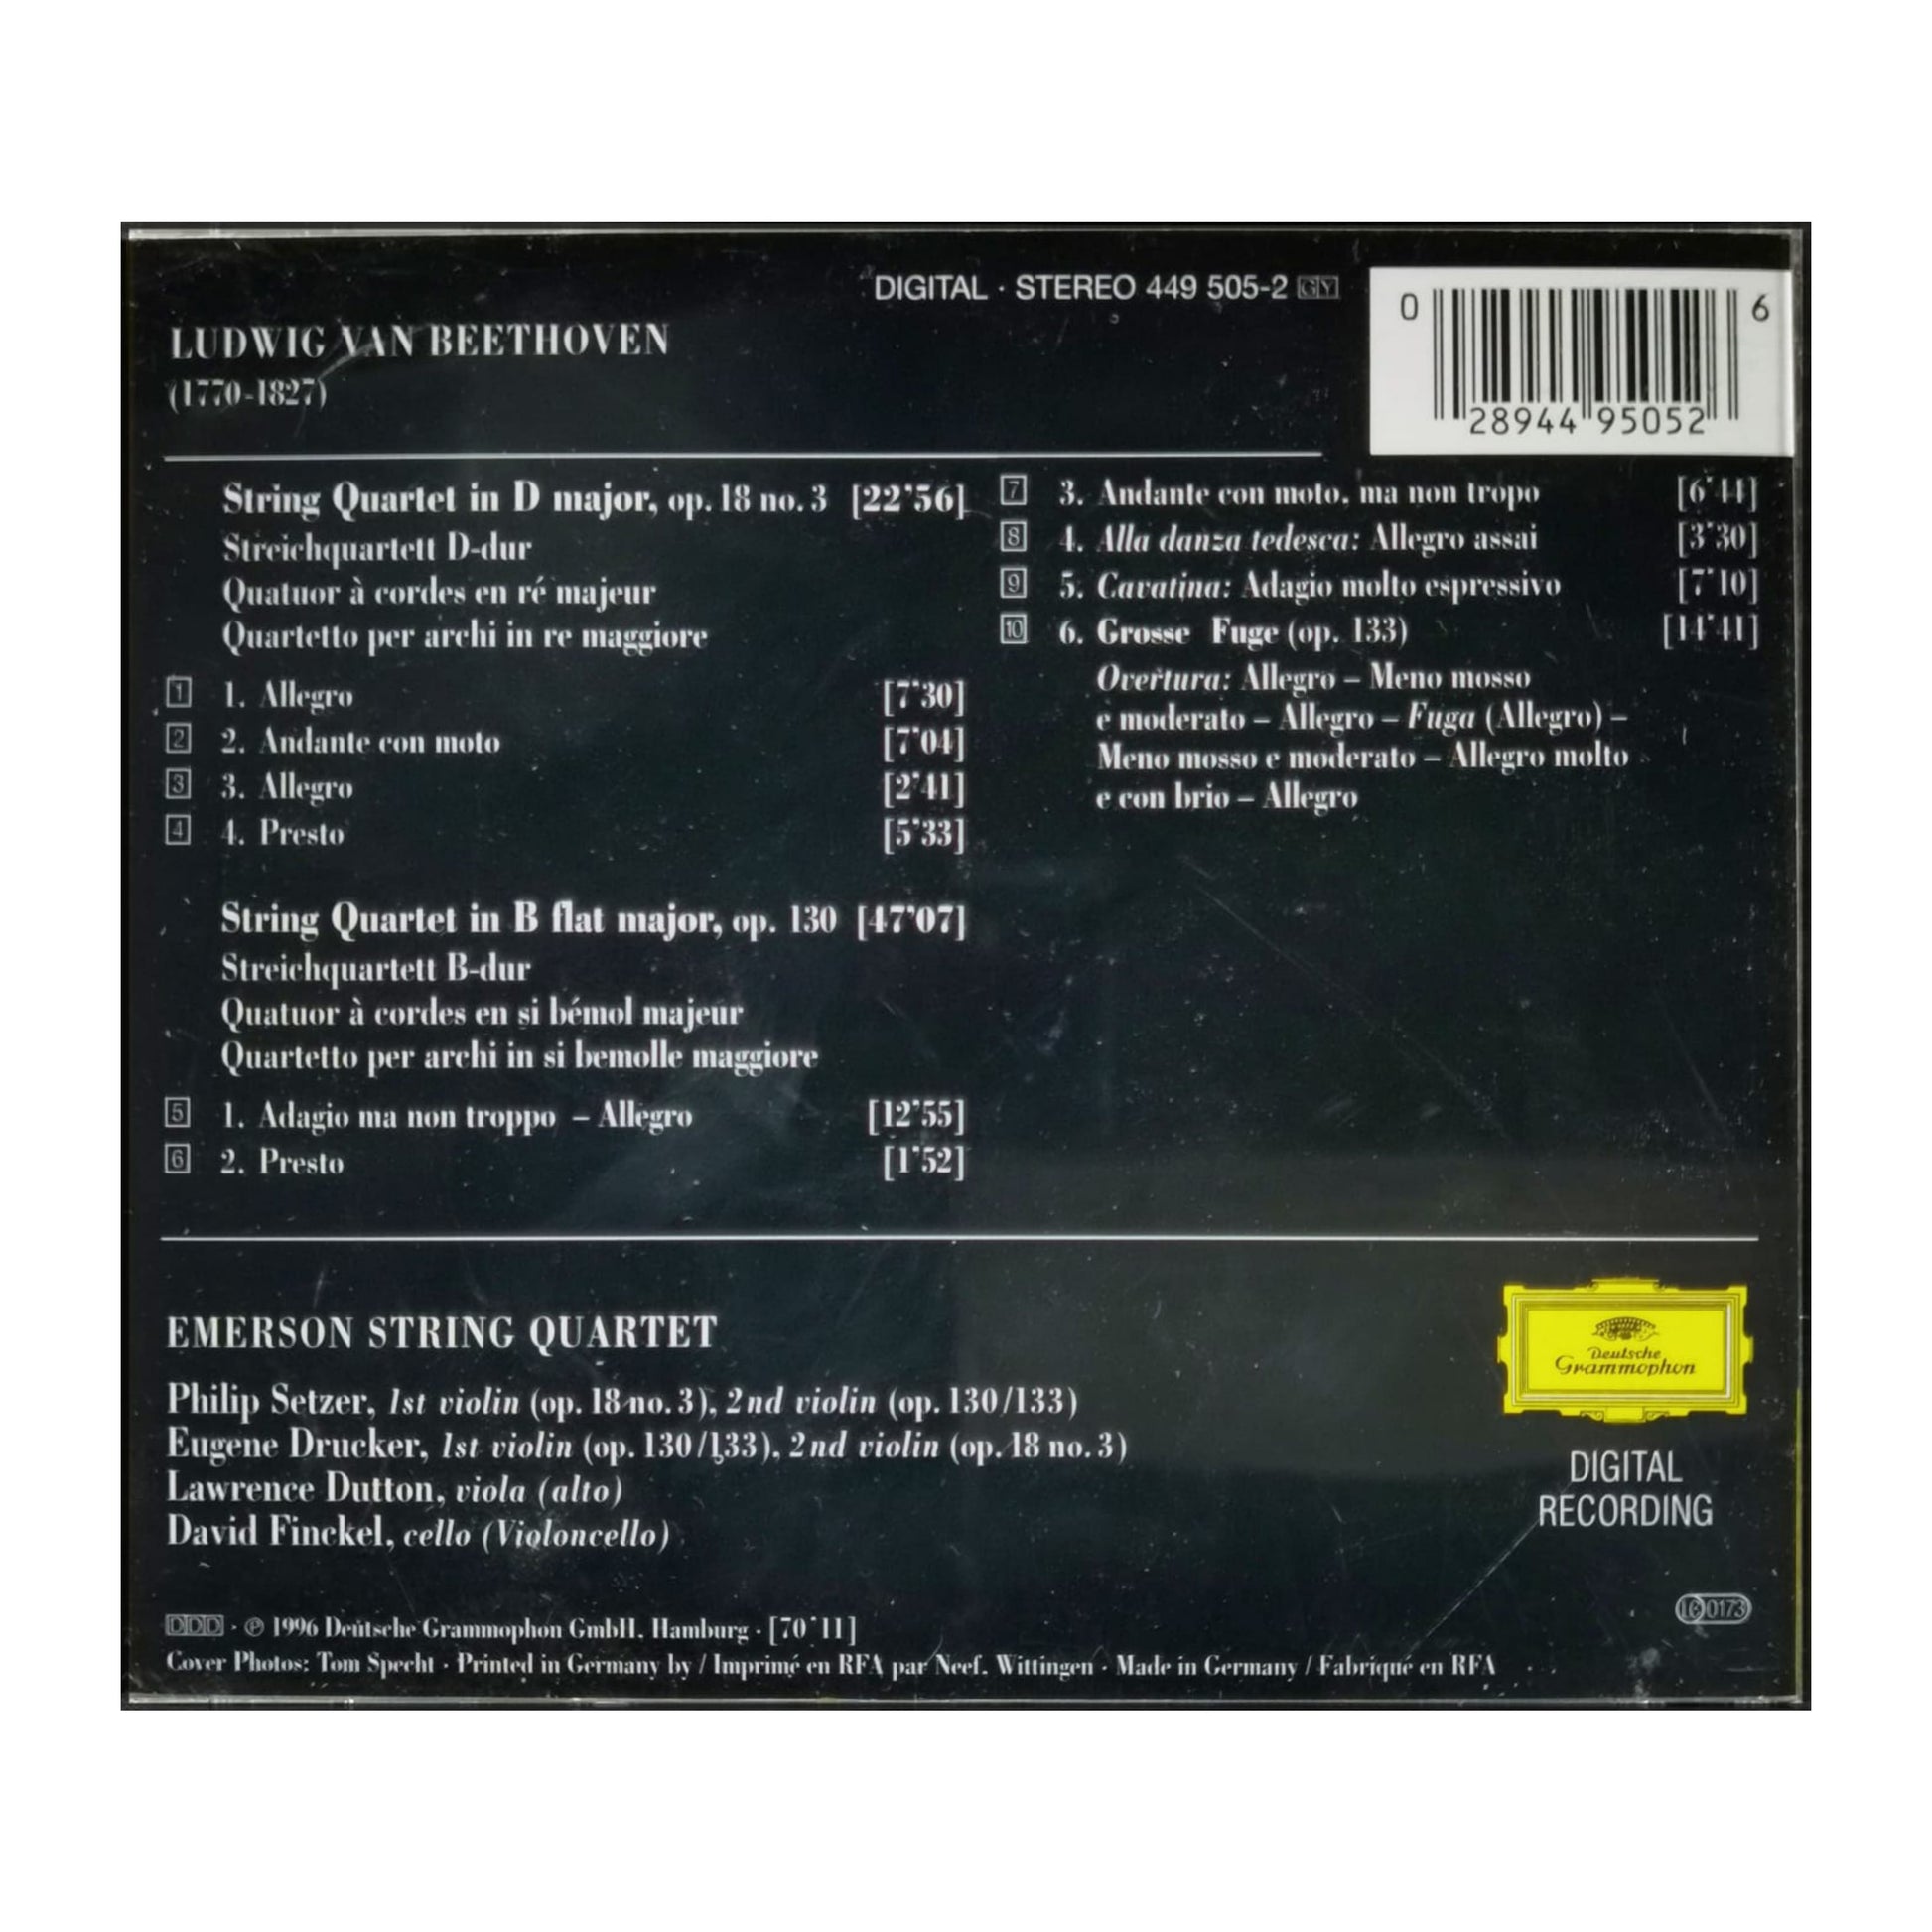 DIGITAL · STEREO 449 505-2 GY
0 28944 95052 6
LUDWIG VAN BEETHOVEN
(1770-1827)
String Quartet in D major, op. 18 no. 3 [22'56]
Streichquartett D-dur
Quatuor à cordes en ré majeur
Quartetto per archi in re maggiore
1 1. Allegro [7'30]
2 2. Andante con moto [7'04]
3 3. Allegro [2'41]
4 4. Presto [5'33]
String Quartet in B flat major, op. 130 [47'07]
Streichquartett B-dur
Quatuor à cordes en si bémol majeur
Quartetto per archi in si bemolle maggiore
5 1. Adagio ma non troppo – Allegro [12'55]
6 2. Presto [1'52]
7 3. Andante con moto, ma non tropo [6'44]
8 4. Alla danza tedesca: Allegro assai [3'30]
9 5. Cavatina: Adagio molto espressivo [7'10]
10 6. Grosse Fuge (op. 133) [14'41]
Overtura: Allegro – Meno mosso
e moderato – Allegro – Fuga (Allegro) –
Meno mosso e moderato – Allegro molto
e con brio – Allegro
EMERSON STRING QUARTET
Philip Setzer, 1st violin (op. 18 no. 3), 2nd violin (op. 130/133)
Eugene Drucker, 1st violin (op. 130/133), 2nd violin (op. 18 no. 3)
Lawrence Dutton, viola (alto)
David Finckel, cello (Violoncello)
Deutsche
Grammophon
DIGITAL
RECORDING
LC 0173
DDD · ℗ 1996 Deutsche Grammophon GmbH, Hamburg · [70'11]
Cover Photos: Tom Specht · Printed in Germany by / Imprimé en RFA par Neef, Wittingen · Made in Germany / Fabriqué en RFA